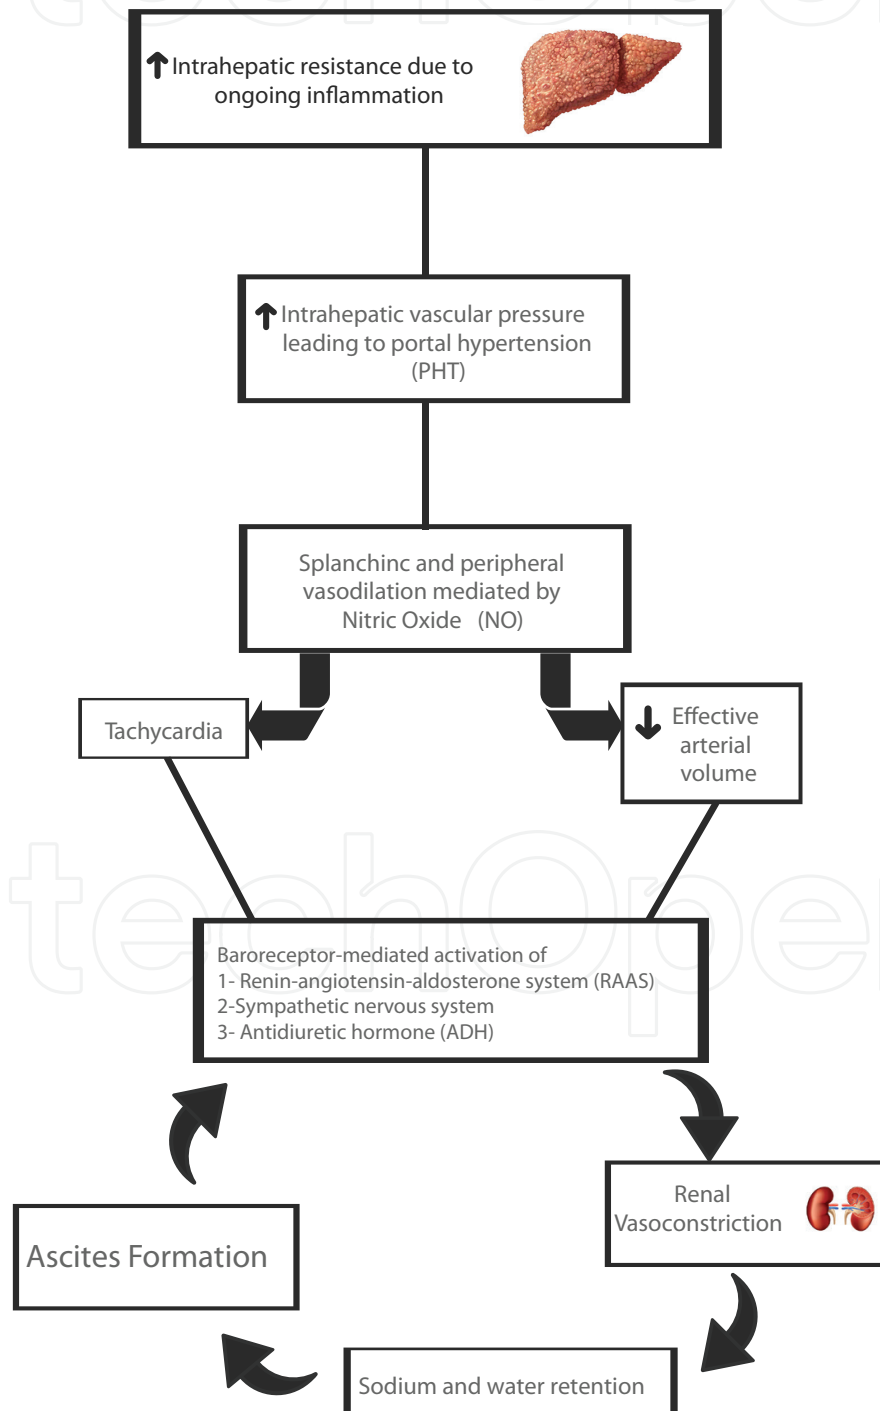 ↑ Intrahepatic resistance due to
ongoing inflammation
↑ Intrahepatic vascular pressure
leading to portal hypertension
(PHT)
Splanchinc and peripheral
vasodilation mediated by
Nitric Oxide (NO)
Tachycardia
↓ Effective
arterial
volume
Baroreceptor-mediated activation of
1- Renin-angiotensin-aldosterone system (RAAS)
2-Sympathetic nervous system
3- Antidiuretic hormone (ADH)
Renal
Vasoconstriction
Ascites Formation
Sodium and water retention